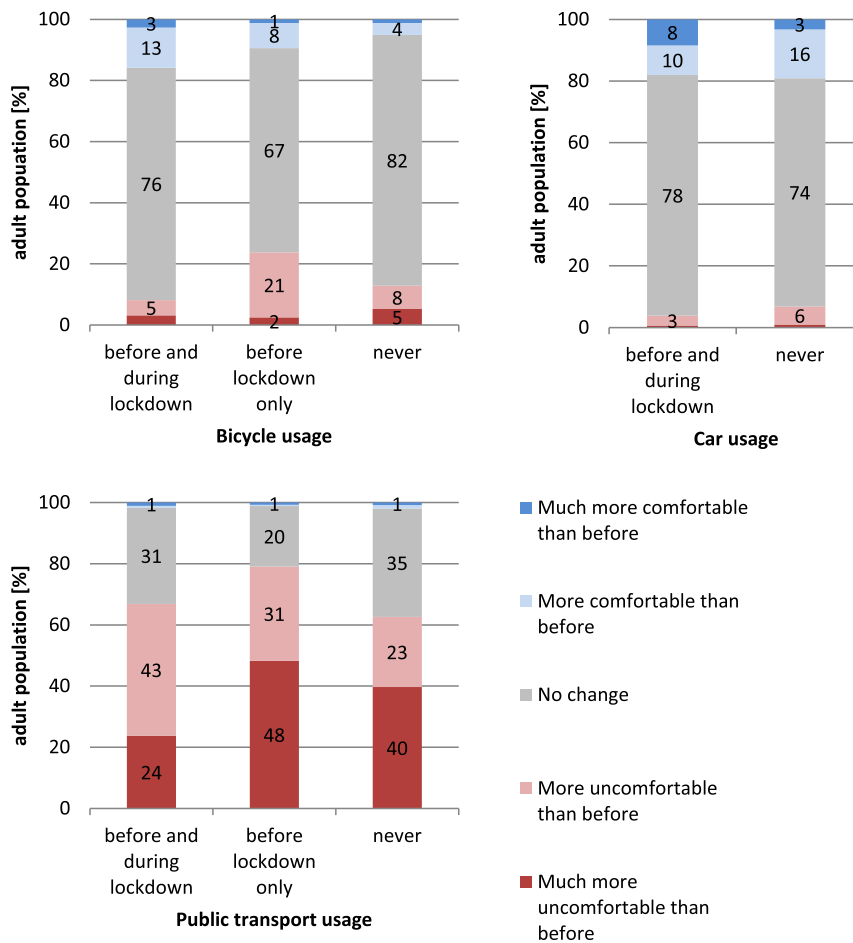 100
80
60
40
20
0
adult popuation [%]
3
13
76
5
1
8
67
21
2
4
82
8
5
before and
during
lockdown
before
lockdown
only
never
Bicycle usage
100
80
60
40
20
0
adult population [%]
8
10
78
3
3
16
74
6
before and
during
lockdown
never
Car usage
100
80
60
40
20
0
adult population [%]
1
31
43
24
1
20
31
48
1
35
23
40
before and
during
lockdown
before
lockdown
only
never
Public transport usage
Much more comfortable
than before
More comfortable than
before
No change
More uncomfortable
than before
Much more
uncomfortable than
before